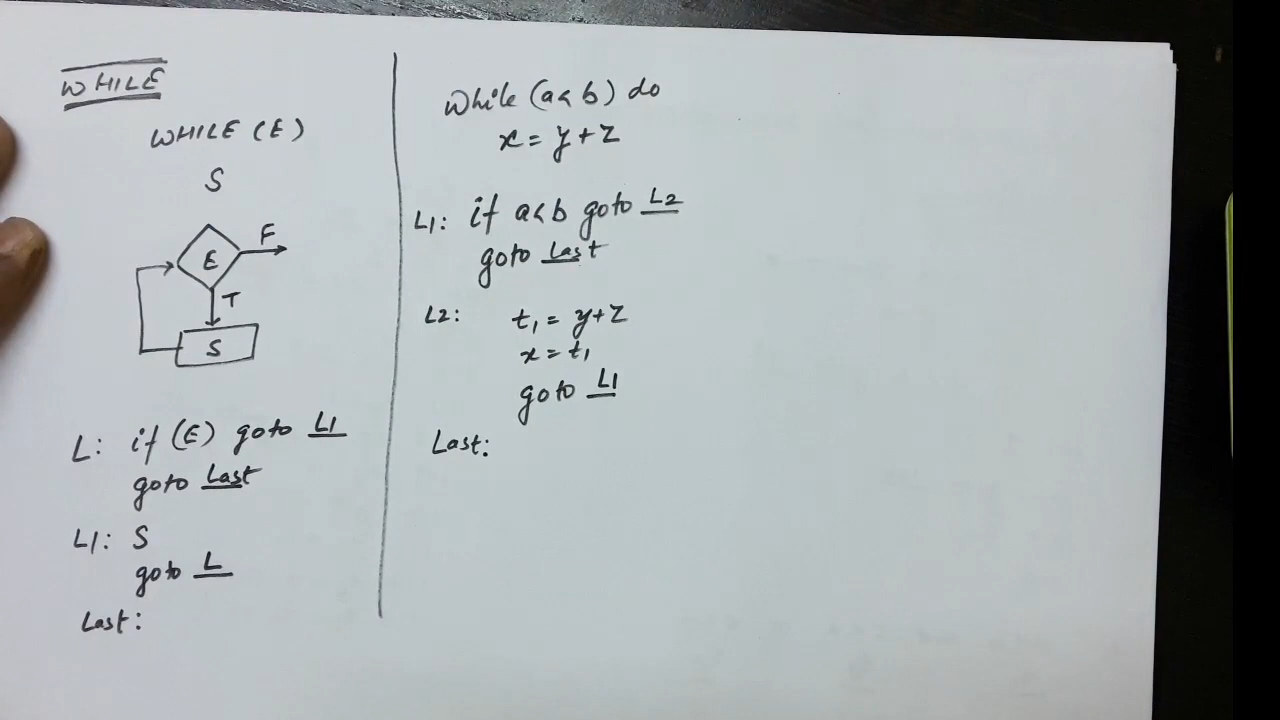 WHILE
WHILE (E)
S
E
F
T
S
L: if (E) goto L1
goto Last
L1: S
goto L
Last:
While (a< b) do
x = y + z
L1: if a<b goto L2
goto Last
L2: t₁ = y+z
x = t₁
goto L1
Last: